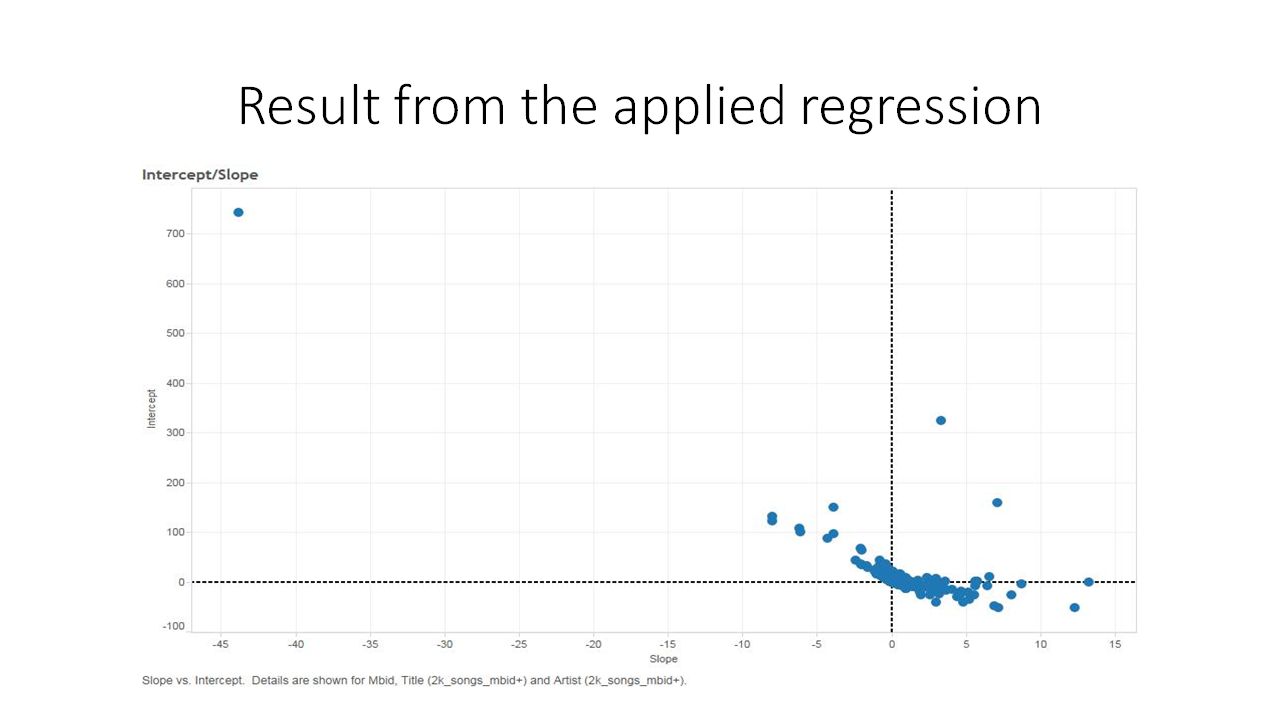 Result from the applied regression
Intercept/Slope
700
600
500
400
300
200
100
0
-100
Intercept
-45 -40 -35 -30 -25 -20 -15 -10 -5 0 5 10 15
Slope
Slope vs. Intercept. Details are shown for Mbid, Title (2k_songs_mbid+) and Artist (2k_songs_mbid+).